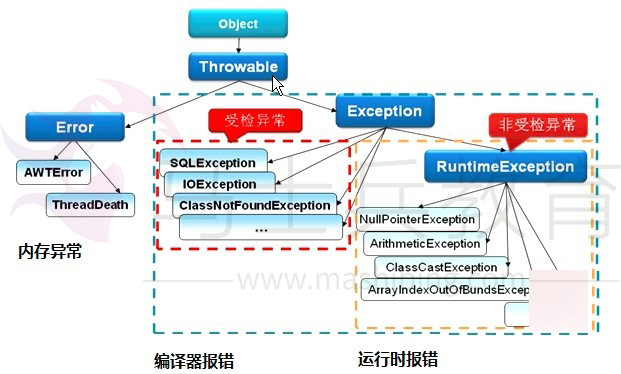 Object
Throwable
Exception
Error
受检异常
非受检异常
RuntimeException
SQLException
IOException
ClassNotFoundException
...
AWTError
ThreadDeath
内存异常
NullPointerException
ArithmeticException
ClassCastException
ArrayIndexOutOfBundsExcep
编译器报错
运行时报错